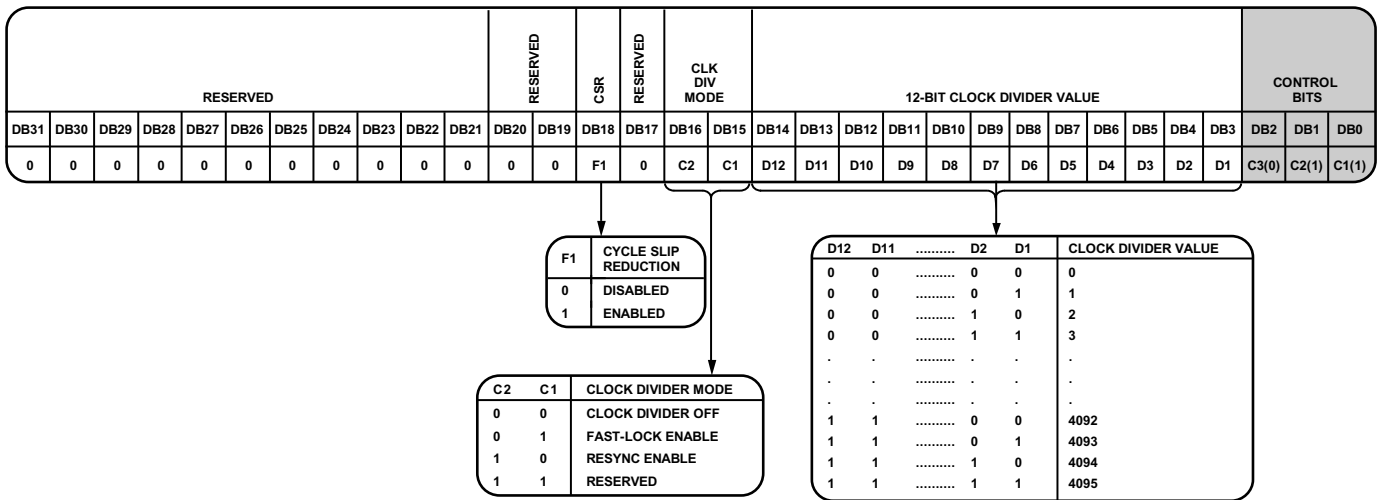 RESERVED
RESERVED
CSR
RESERVED
CLK
DIV
MODE
12-BIT CLOCK DIVIDER VALUE
CONTROL
BITS
DB31 DB30 DB29 DB28 DB27 DB26 DB25 DB24 DB23 DB22 DB21 DB20 DB19 DB18 DB17 DB16 DB15 DB14 DB13 DB12 DB11 DB10 DB9 DB8 DB7 DB6 DB5 DB4 DB3 DB2 DB1 DB0
0 0 0 0 0 0 0 0 0 0 0 0 0 F1 0 C2 C1 D12 D11 D10 D9 D8 D7 D6 D5 D4 D3 D2 D1 C3(0) C2(1) C1(1)
F1 CYCLE SLIP
REDUCTION
0 DISABLED
1 ENABLED
C2 C1 CLOCK DIVIDER MODE
0 0 CLOCK DIVIDER OFF
0 1 FAST-LOCK ENABLE
1 0 RESYNC ENABLE
1 1 RESERVED
D12 D11 .......... D2 D1 CLOCK DIVIDER VALUE
0 0 .......... 0 0 0
0 0 .......... 0 1 1
0 0 .......... 1 0 2
0 0 .......... 1 1 3
. . .......... . . .
. . .......... . . .
. . .......... . . .
1 1 .......... 0 0 4092
1 1 .......... 0 1 4093
1 1 .......... 1 0 4094
1 1 .......... 1 1 4095